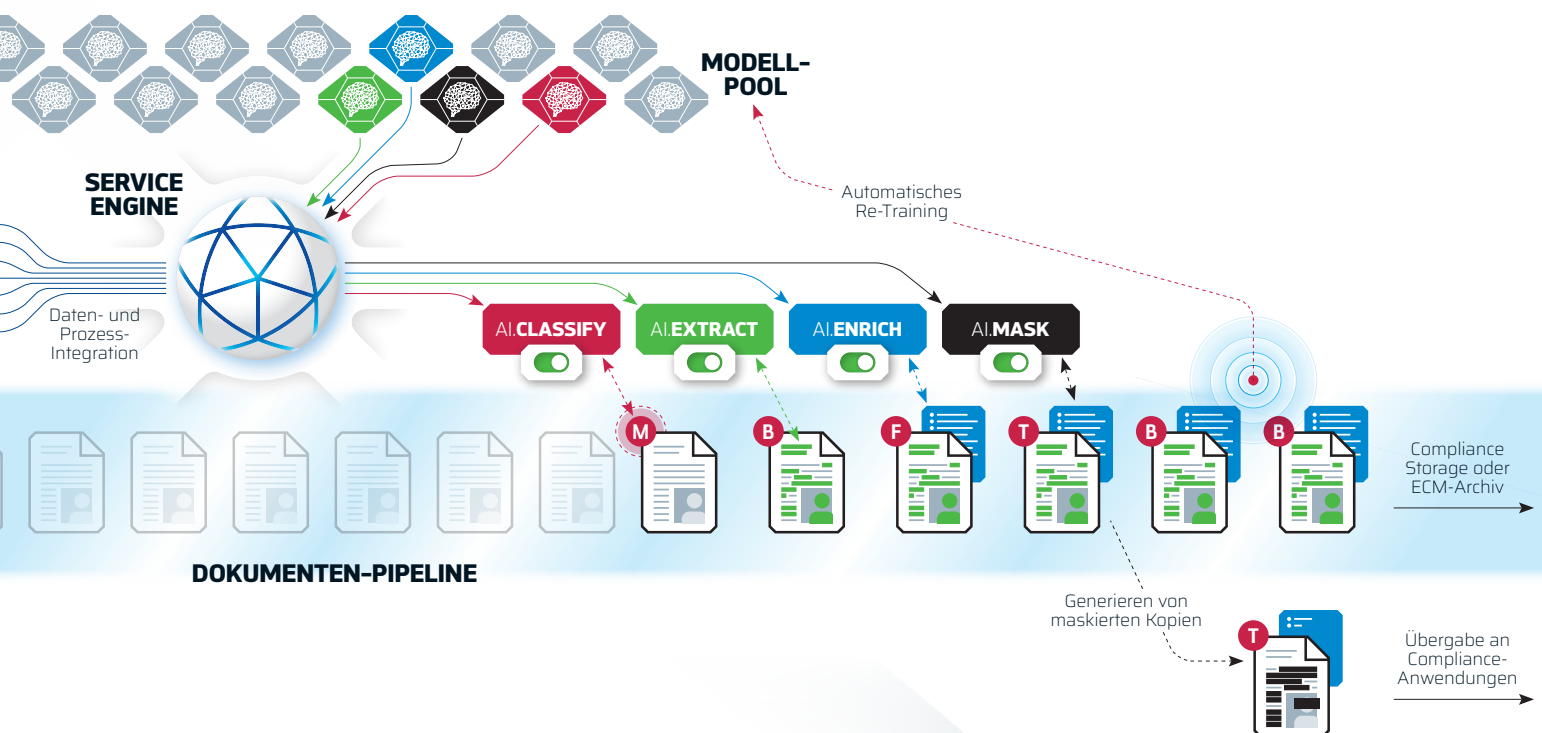 MODELL-
POOL
SERVICE
ENGINE
Automatisches
Re-Training
Daten- und
Prozess-
Integration
AI.CLASSIFY
AI.EXTRACT
AI.ENRICH
AI.MASK
M
B
F
T
B
B
Compliance
Storage oder
ECM-Archiv
DOKUMENTEN-PIPELINE
Generieren von
maskierten Kopien
T
Übergabe an
Compliance-
Anwendungen